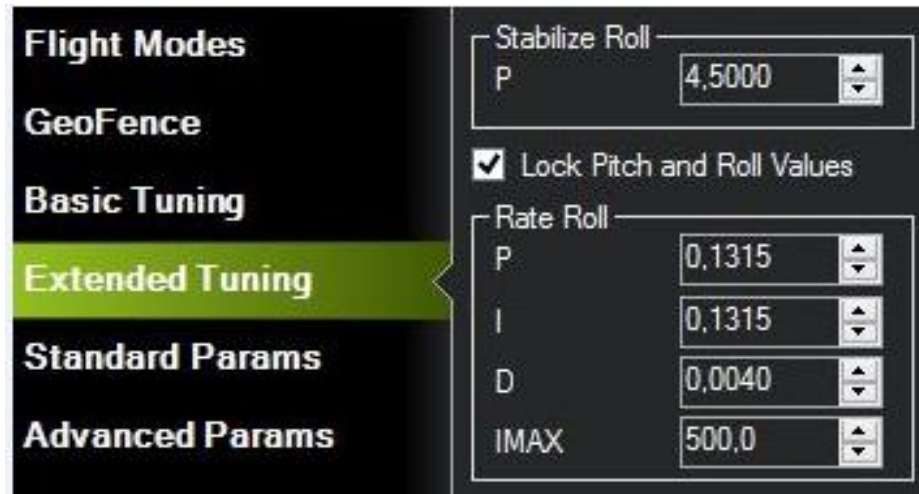 Flight Modes
GeoFence
Basic Tuning
Extended Tuning
Standard Params
Advanced Params
Stabilize Roll
P 4,5000
Lock Pitch and Roll Values
Rate Roll
P 0,1315
I 0,1315
D 0,0040
IMAX 500,0